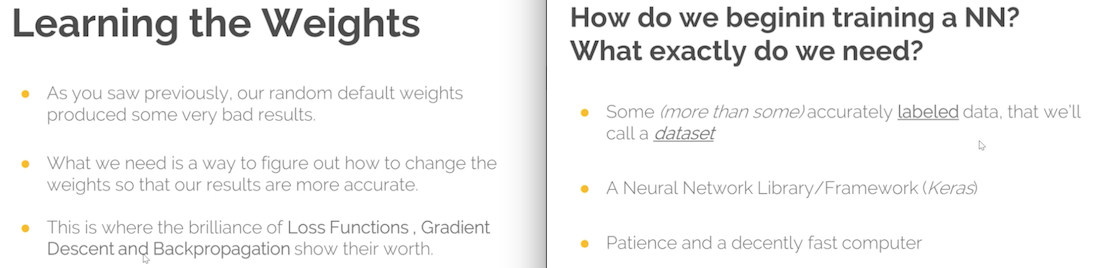 Learning the Weights
As you saw previously, our random default weights
produced some very bad results.
What we need is a way to figure out how to change the
weights so that our results are more accurate.
This is where the brilliance of Loss Functions , Gradient
Descent and Backpropagation show their worth.
How do we beginin training a NN?
What exactly do we need?
Some (more than some) accurately labeled data, that we'll
call a dataset
A Neural Network Library/Framework (Keras)
Patience and a decently fast computer